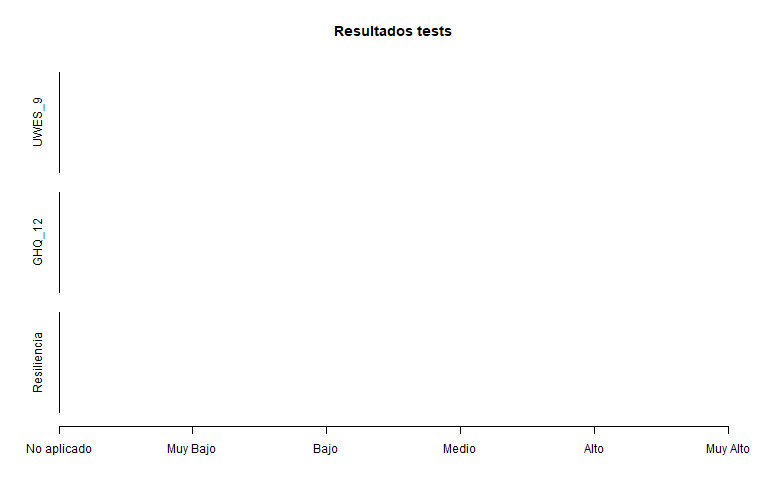 Resultados tests
UWES_9
GHQ_12
Resiliencia
No aplicado Muy Bajo Bajo Medio Alto Muy Alto